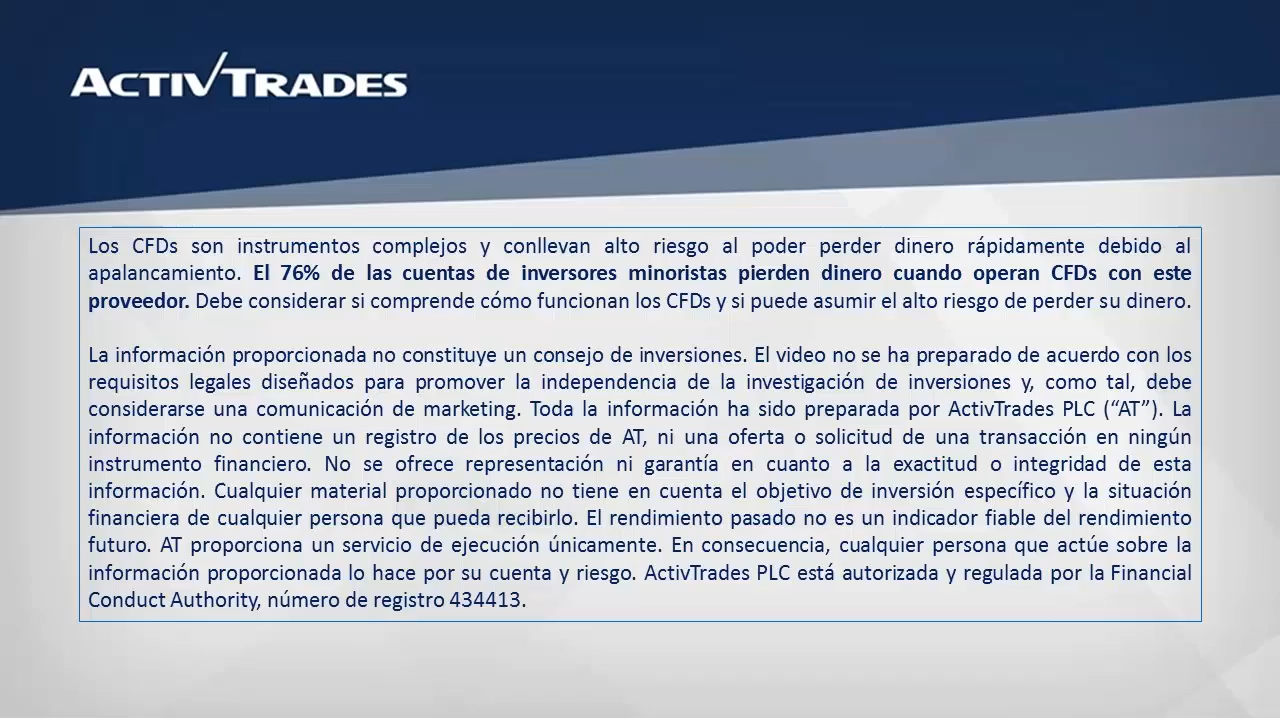 ACTIVTRADES
Los CFDs son instrumentos complejos y conllevan alto riesgo al poder perder dinero rápidamente debido al
apalancamiento. El 76% de las cuentas de inversores minoristas pierden dinero cuando operan CFDs con este
proveedor. Debe considerar si comprende cómo funcionan los CFDs y si puede asumir el alto riesgo de perder su dinero.
La información proporcionada no constituye un consejo de inversiones. El video no se ha preparado de acuerdo con los
requisitos legales diseñados para promover la independencia de la investigación de inversiones y, como tal, debe
considerarse una comunicación de marketing. Toda la información ha sido preparada por ActivTrades PLC (“AT”). La
información no contiene un registro de los precios de AT, ni una oferta o solicitud de una transacción en ningún
instrumento financiero. No se ofrece representación ni garantía en cuanto a la exactitud o integridad de esta
información. Cualquier material proporcionado no tiene en cuenta el objetivo de inversión específico y la situación
financiera de cualquier persona que pueda recibirlo. El rendimiento pasado no es un indicador fiable del rendimiento
futuro. AT proporciona un servicio de ejecución únicamente. En consecuencia, cualquier persona que actúe sobre la
información proporcionada lo hace por su cuenta y riesgo. ActivTrades PLC está autorizada y regulada por la Financial
Conduct Authority, número de registro 434413.